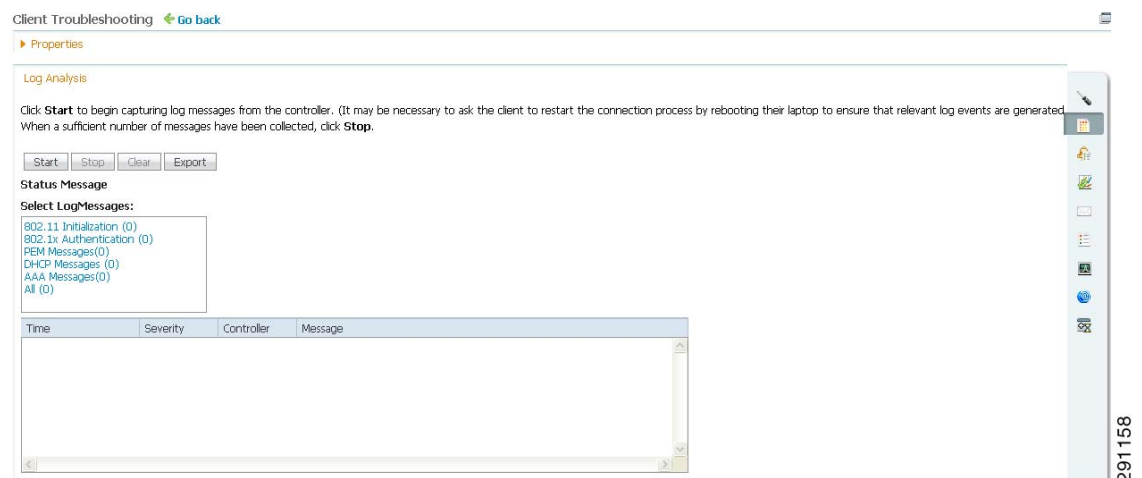 Client Troubleshooting Go back
Properties
Log Analysis
Click Start to begin capturing log messages from the controller. (It may be necessary to ask the client to restart the connection process by rebooting their laptop to ensure that relevant log events are generated
When a sufficient number of messages have been collected, click Stop.
Start Stop Clear Export
Status Message
Select LogMessages:
802.11 Initialization (0)
802.1x Authentication (0)
PEM Messages(0)
DHCP Messages (0)
AAA Messages(0)
All (0)
Time Severity Controller Message
291158